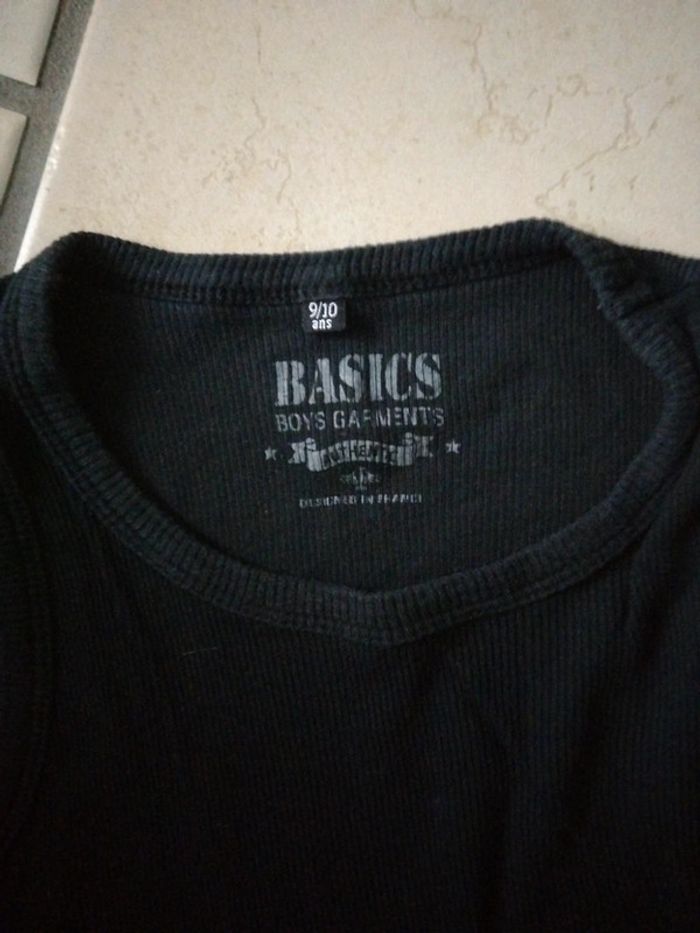 9/10
ans
BASICS
BOYS GARMENTS
AUTHENTIC
DESIGNED IN FRANCE